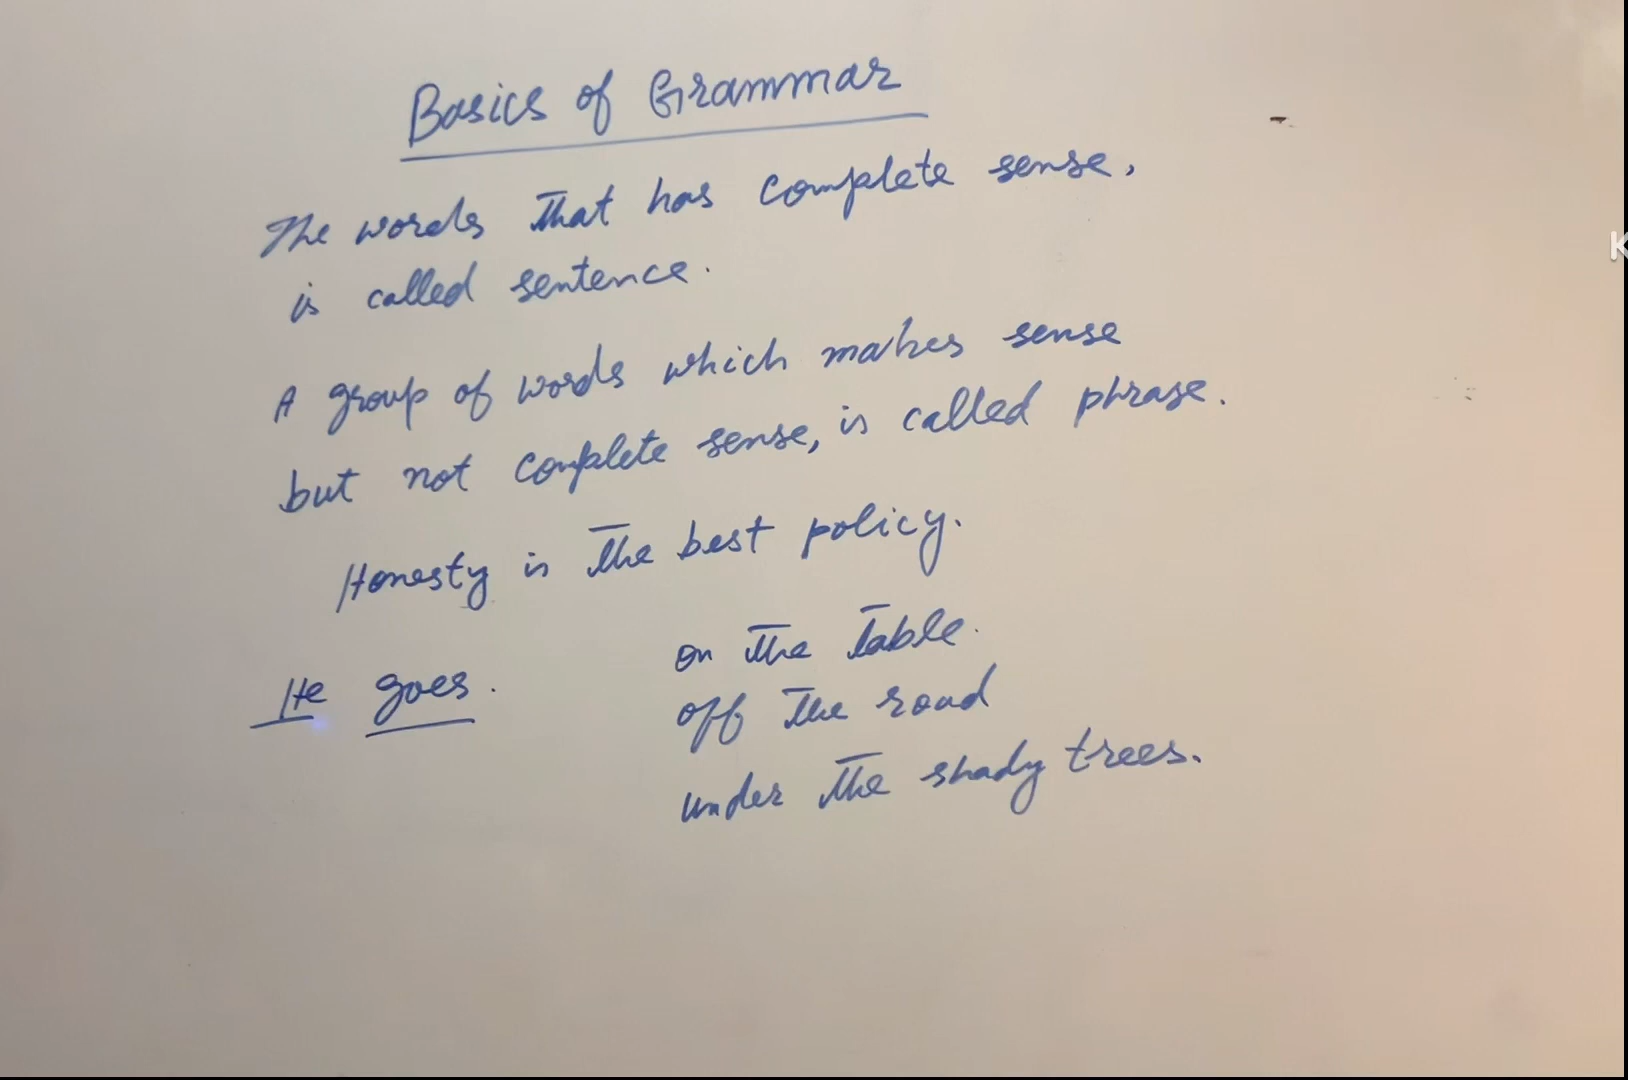 Basics of Grammar
The words that has complete sense,
is called sentence.
A group of words which makes sense
but not complete sense, is called phrase.
Honesty is the best policy.
He goes.
on the table.
off the road
under the shady trees.
K